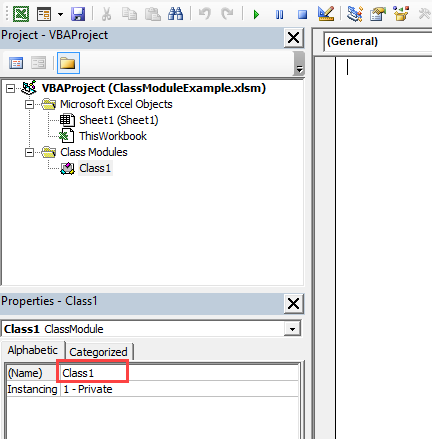 Project - VBAProject
VBAProject (ClassModuleExample.xlsm)
Microsoft Excel Objects
Sheet1 (Sheet1)
ThisWorkbook
Class Modules
Class1
Properties - Class1
Class1 ClassModule
Alphabetic Categorized
(Name) Class1
Instancing 1 - Private
(General)